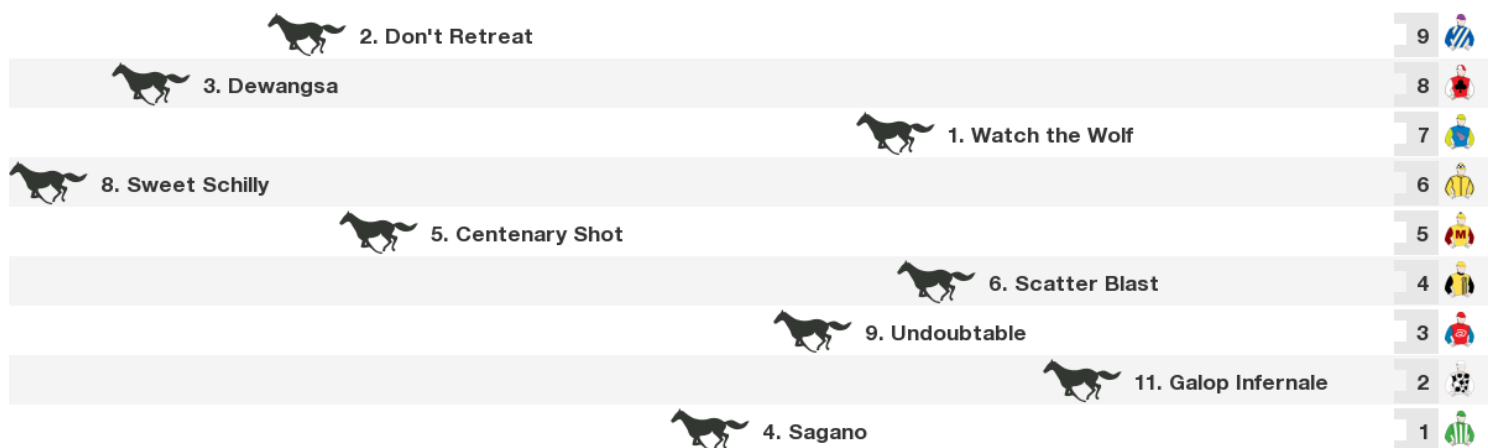 2. Don't Retreat 9
3. Dewangsa 8
1. Watch the Wolf 7
8. Sweet Schilly 6
5. Centenary Shot 5 M
6. Scatter Blast 4
9. Undoubtable 3
11. Galop Infernale 2
4. Sagano 1